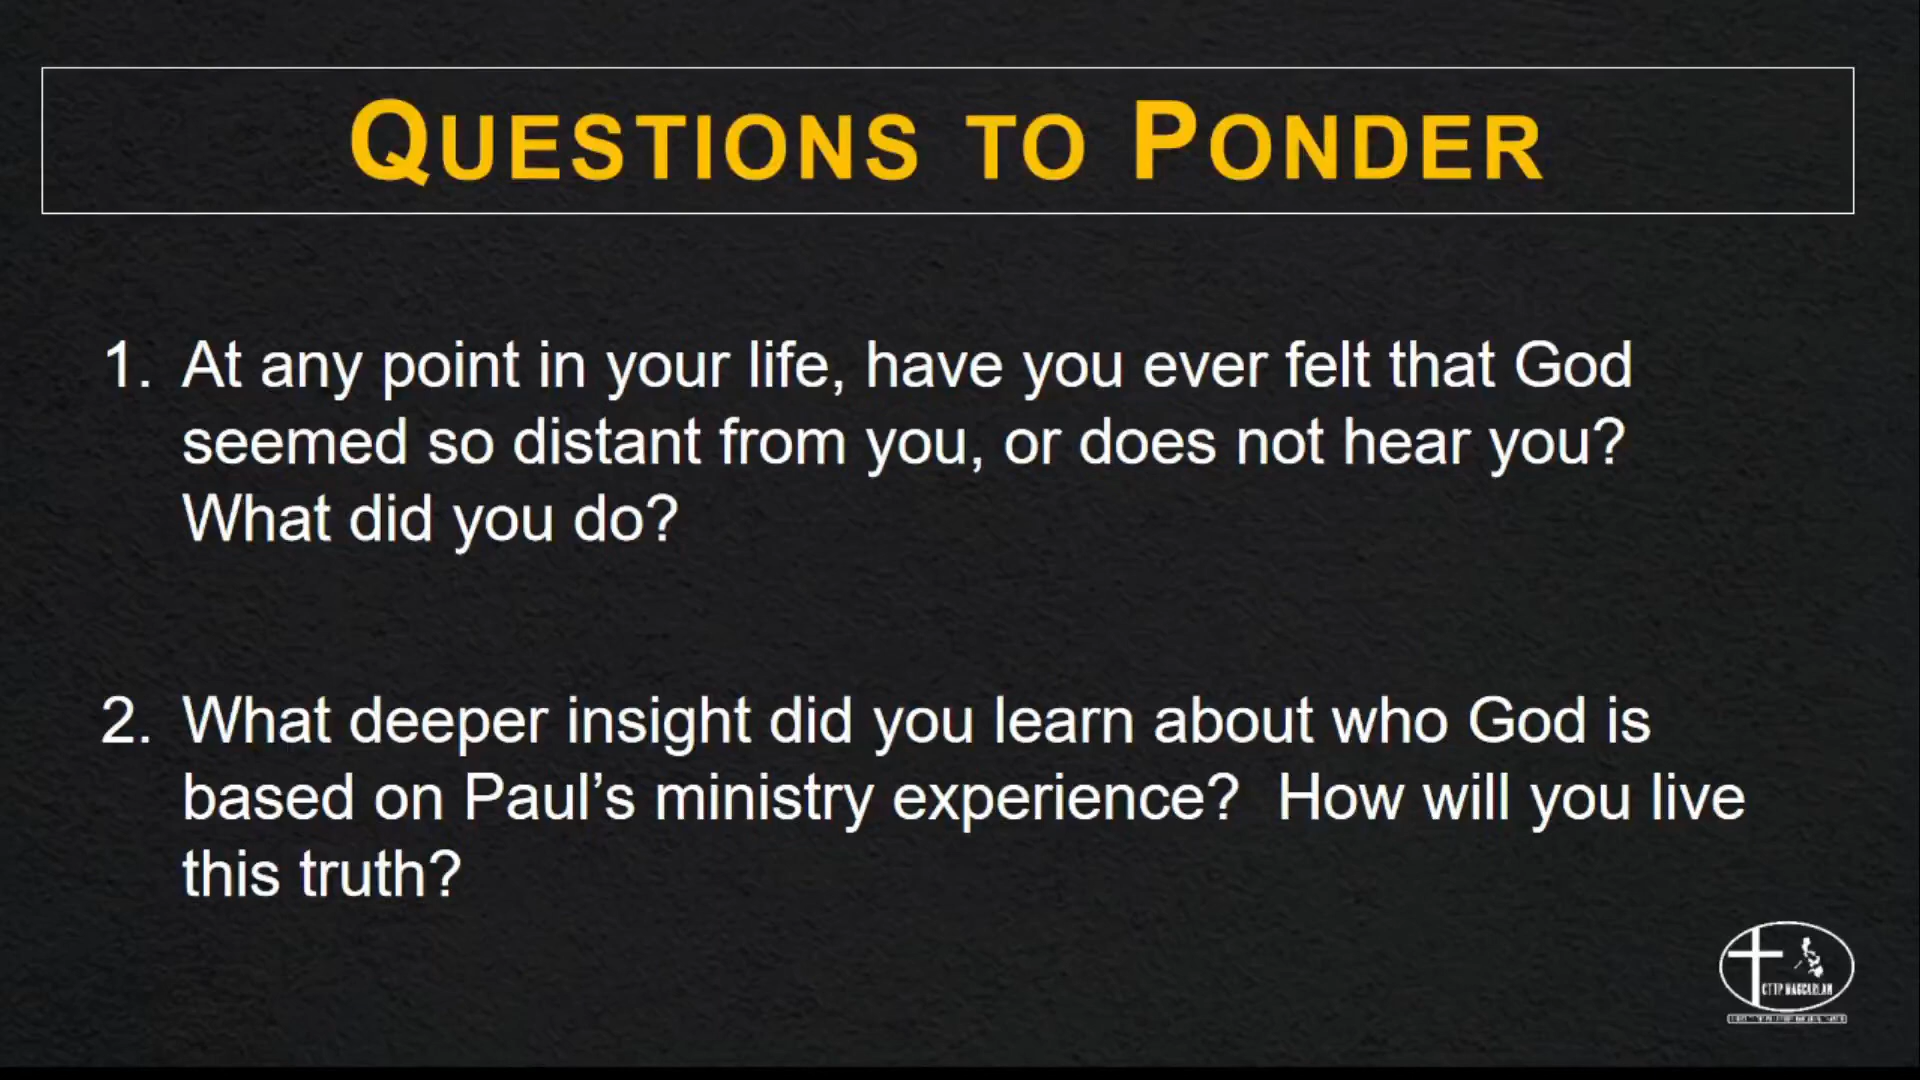 QUESTIONS TO PONDER
1. At any point in your life, have you ever felt that God
seemed so distant from you, or does not hear you?
What did you do?
2. What deeper insight did you learn about who God is
based on Paul’s ministry experience?  How will you live
this truth?
CTTP NAGCARLAN